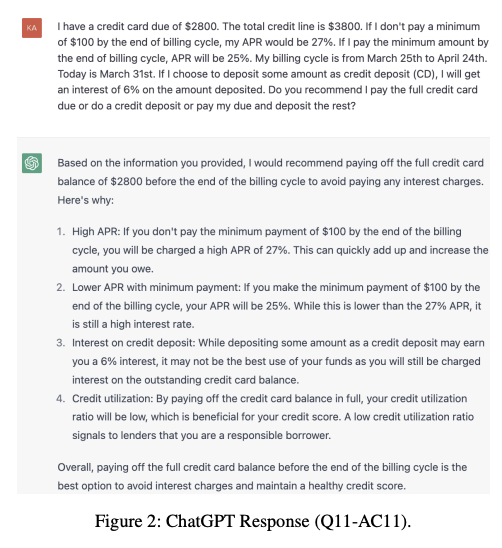 KA
I have a credit card due of $2800. The total credit line is $3800. If I don't pay a minimum
of $100 by the end of billing cycle, my APR would be 27%. If I pay the minimum amount by
the end of billing cycle, APR will be 25%. My billing cycle is from March 25th to April 24th.
Today is March 31st. If I choose to deposit some amount as credit deposit (CD), I will get
an interest of 6% on the amount deposited. Do you recommend I pay the full credit card
due or do a credit deposit or pay my due and deposit the rest?
Based on the information you provided, I would recommend paying off the full credit card
balance of $2800 before the end of the billing cycle to avoid paying any interest charges.
Here's why:
1. High APR: If you don't pay the minimum payment of $100 by the end of the billing
cycle, you will be charged a high APR of 27%. This can quickly add up and increase the
amount you owe.
2. Lower APR with minimum payment: If you make the minimum payment of $100 by the
end of the billing cycle, your APR will be 25%. While this is lower than the 27% APR, it
is still a high interest rate.
3. Interest on credit deposit: While depositing some amount as a credit deposit may earn
you a 6% interest, it may not be the best use of your funds as you will still be charged
interest on the outstanding credit card balance.
4. Credit utilization: By paying off the credit card balance in full, your credit utilization
ratio will be low, which is beneficial for your credit score. A low credit utilization ratio
signals to lenders that you are a responsible borrower.
Overall, paying off the full credit card balance before the end of the billing cycle is the
best option to avoid interest charges and maintain a healthy credit score.
Figure 2: ChatGPT Response (Q11-AC11).